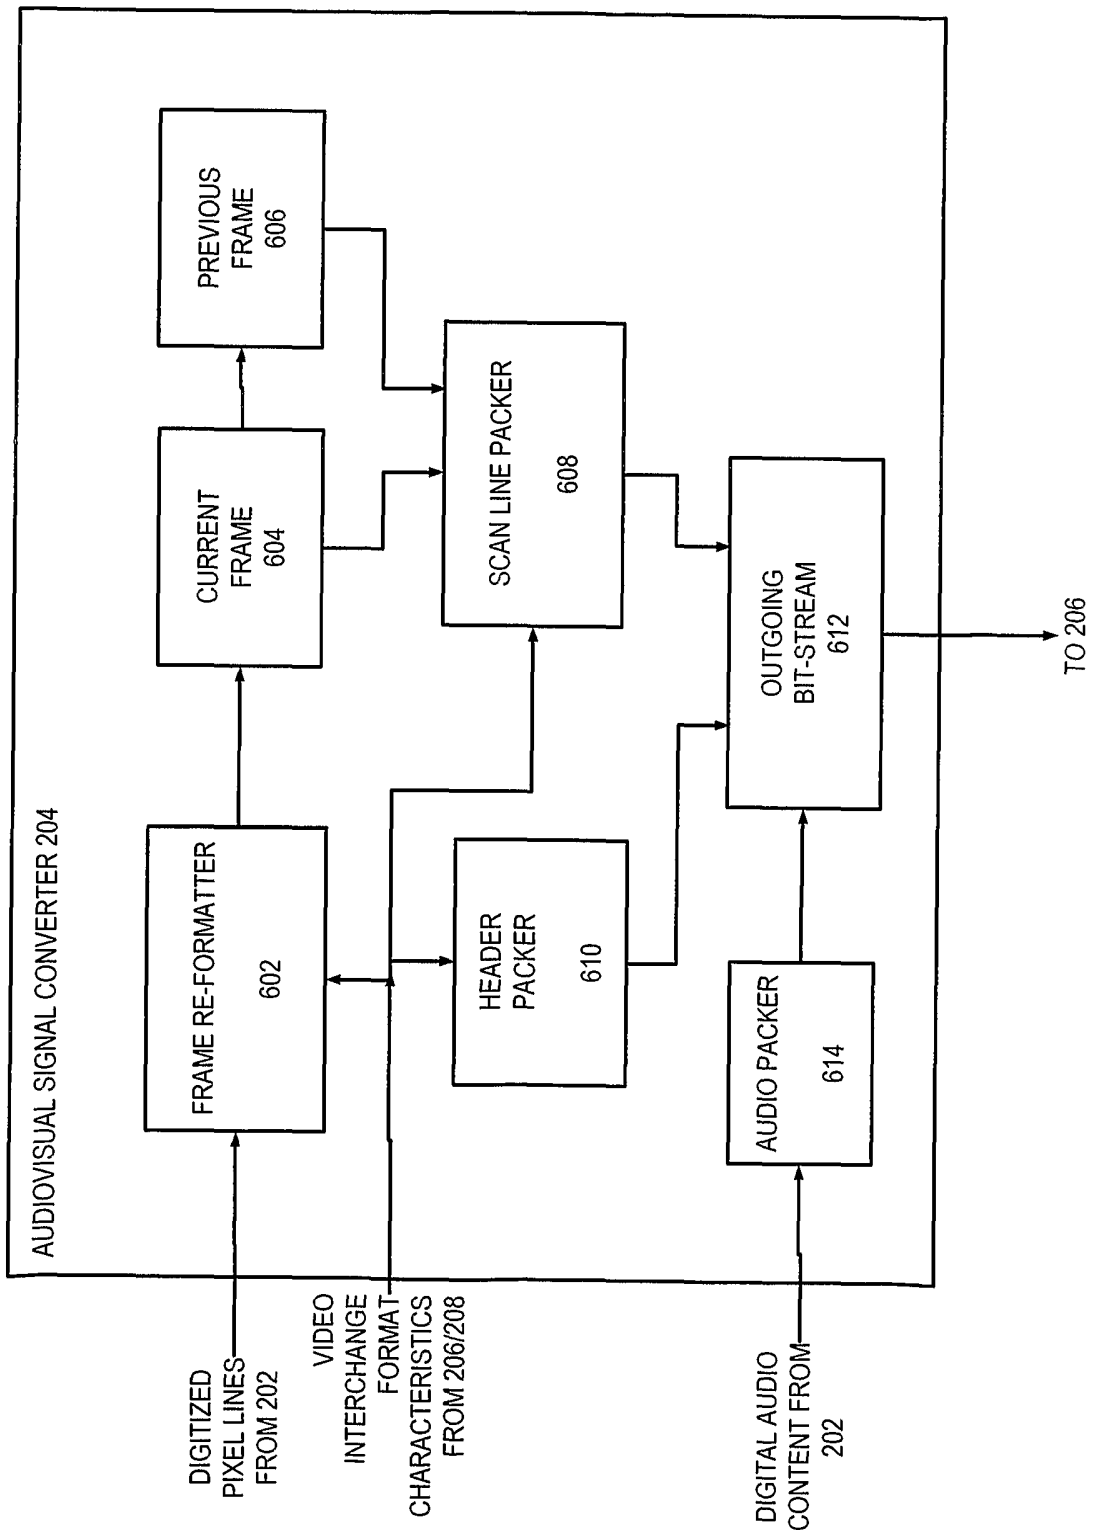 AUDIOVISUAL SIGNAL CONVERTER 204
DIGITIZED
PIXEL LINES
FROM 202
FRAME RE-FORMATTER
602
CURRENT
FRAME
604
PREVIOUS
FRAME
606
VIDEO
INTERCHANGE
FORMAT
CHARACTERISTICS
FROM 206/208
HEADER
PACKER
610
SCAN LINE PACKER
608
DIGITAL AUDIO
CONTENT FROM
202
AUDIO PACKER
614
OUTGOING
BIT-STREAM
612
TO 206